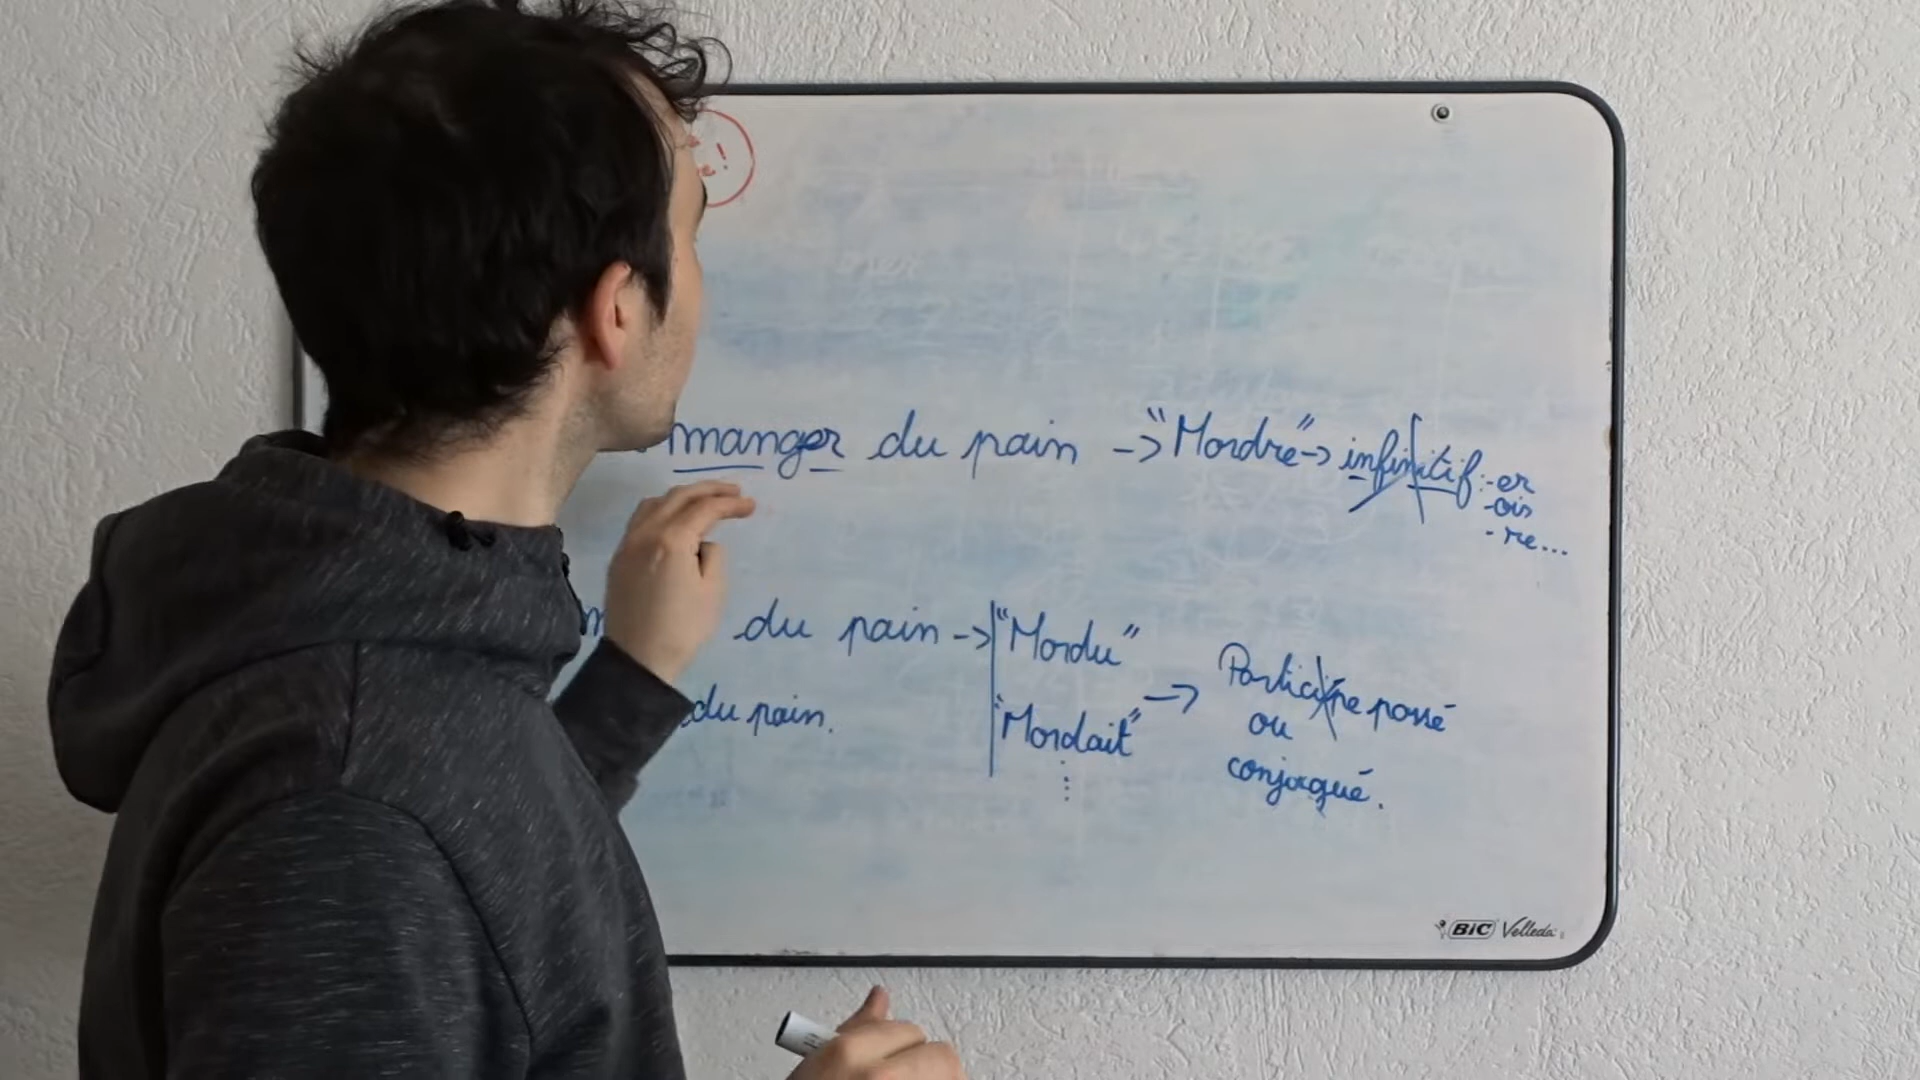 manger du pain -> "Mordre" -> infinitif : -er
-ois
-re...
du pain -> "Mordu"
Participe passé
du pain. "Mordait" -> ou
conjugué.
BIC Velleda